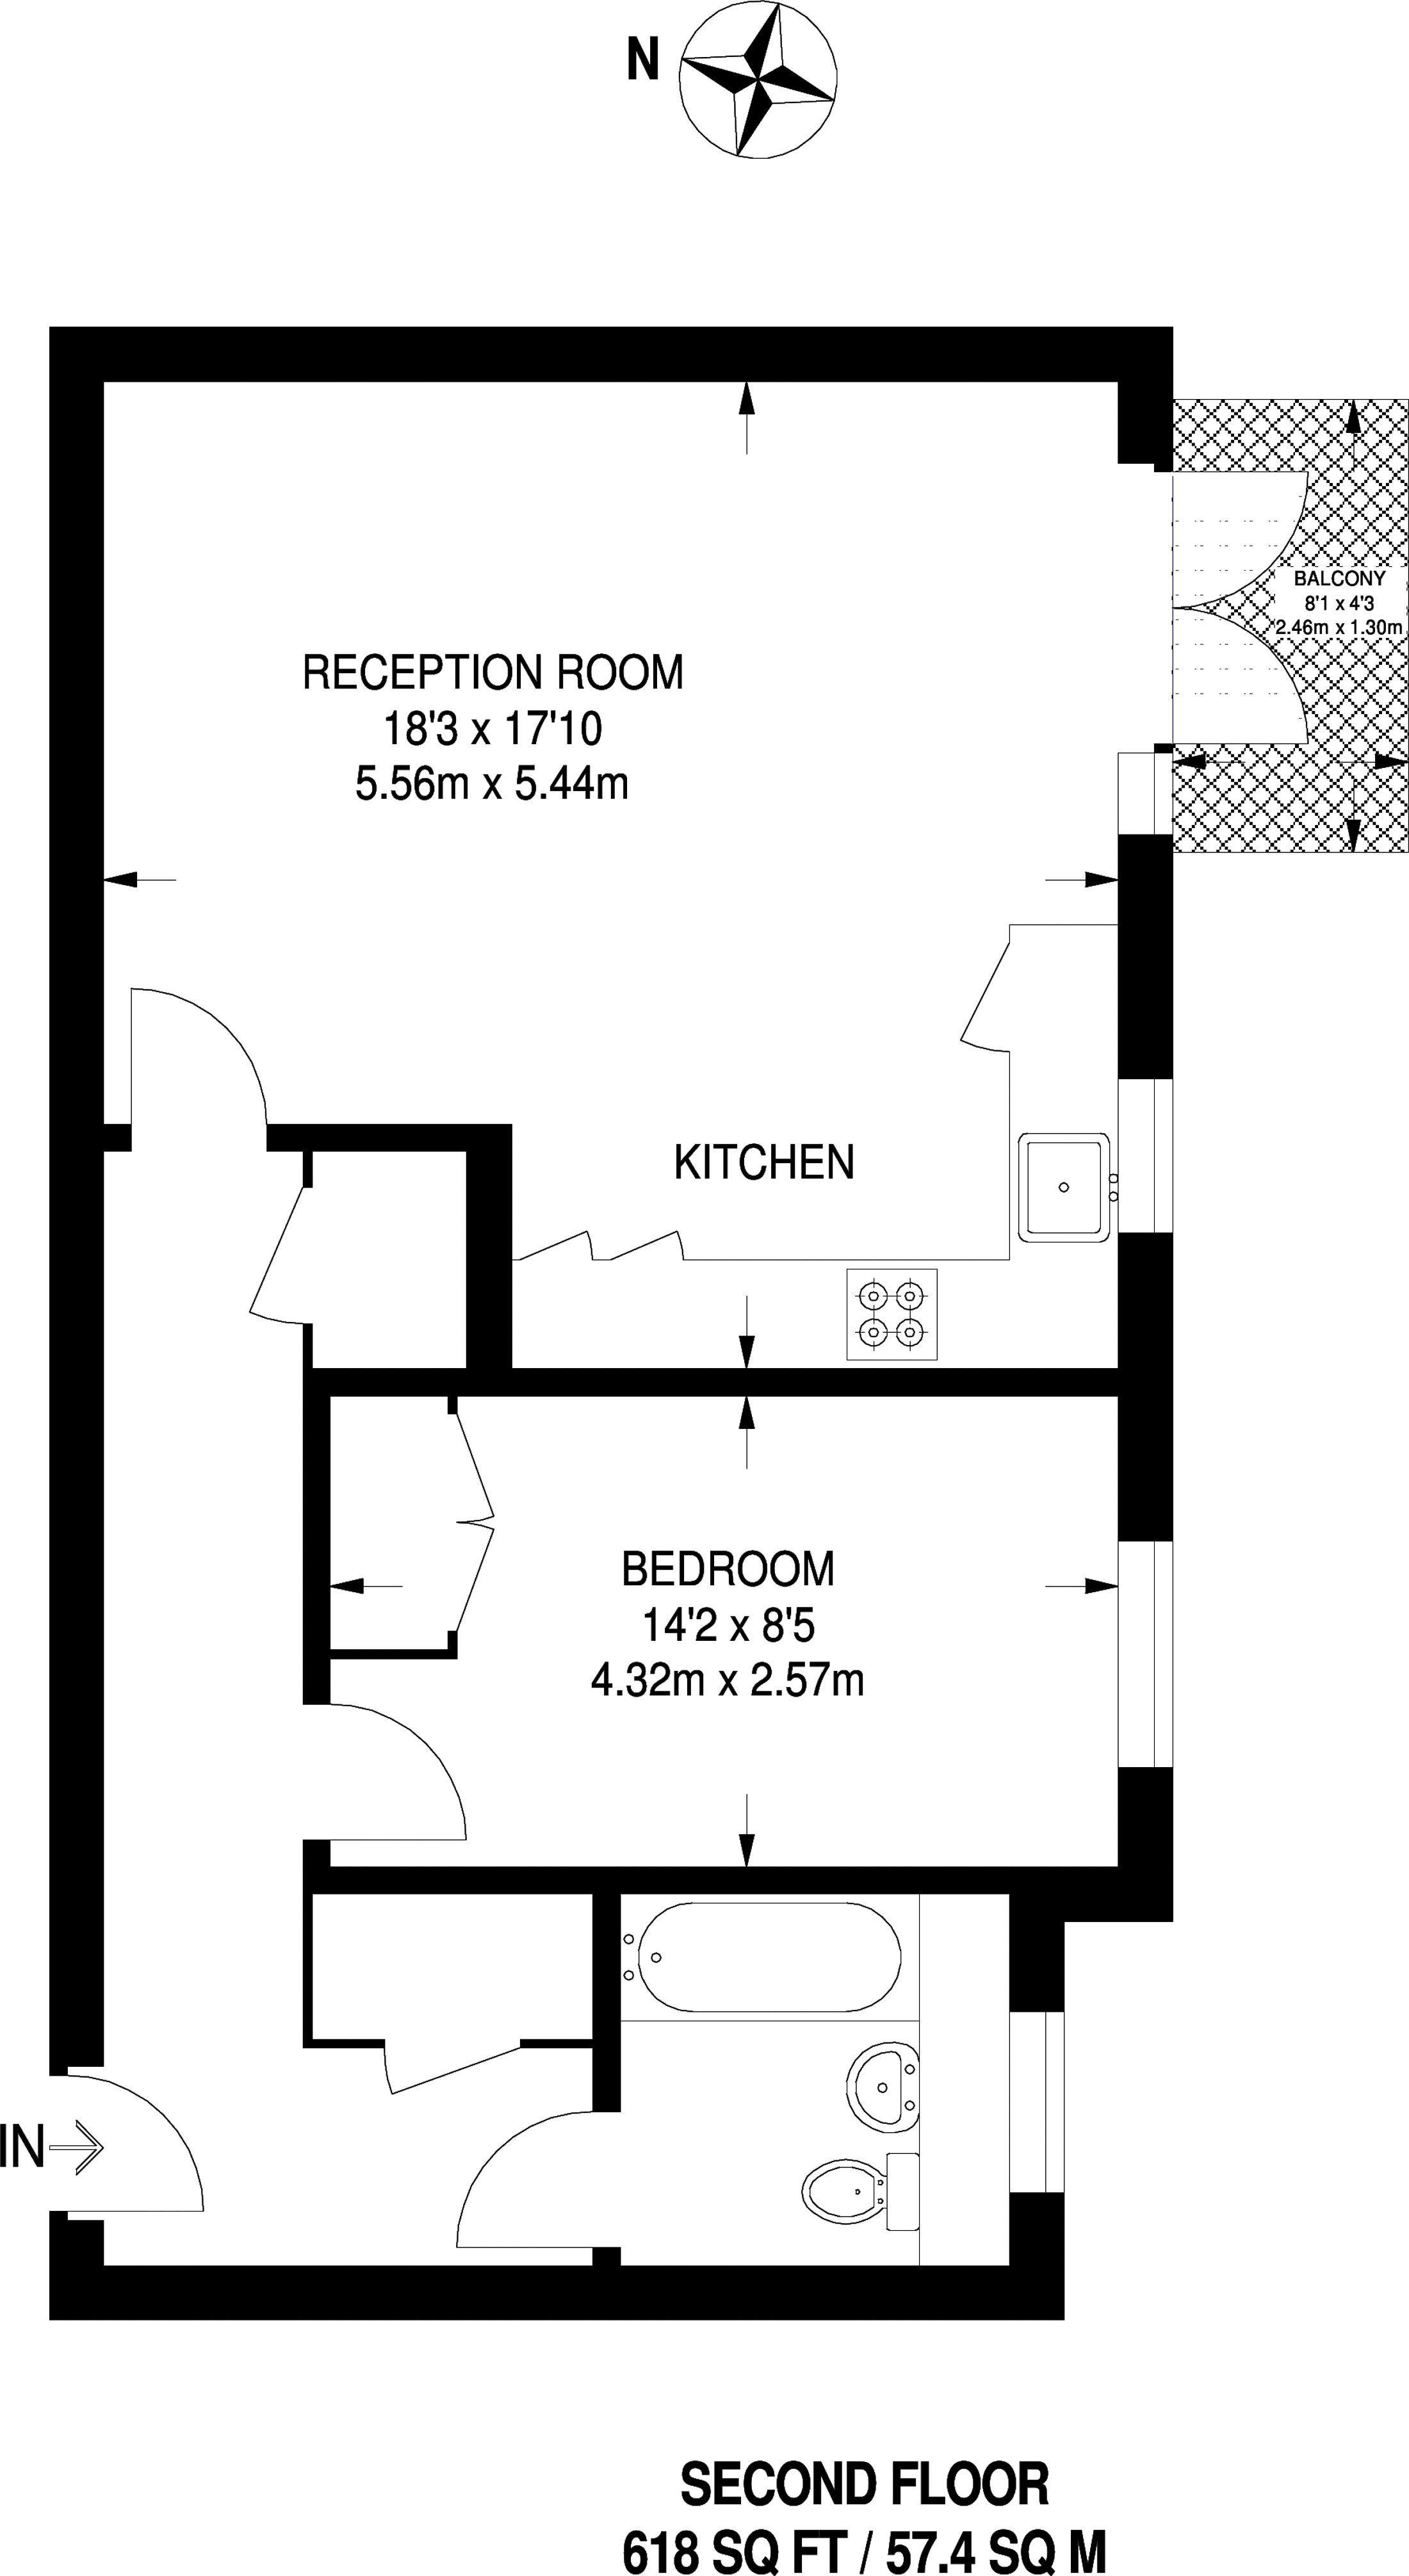 N
BALCONY
8'1 x 4'3
2.46m x 1.30m
RECEPTION ROOM
18'3 x 17'10
5.56m x 5.44m
KITCHEN
BEDROOM
14'2 x 8'5
4.32m x 2.57m
IN
SECOND FLOOR
618 SQ FT / 57.4 SQ M